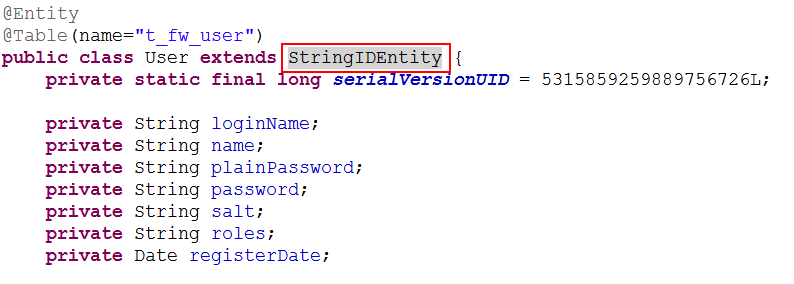 @Entity
@Table(name="t_fw_user")
public class User extends StringIDEntity {
private static final long serialVersionUID = 5315859259889756726L;
private String loginName;
private String name;
private String plainPassword;
private String password;
private String salt;
private String roles;
private Date registerDate;